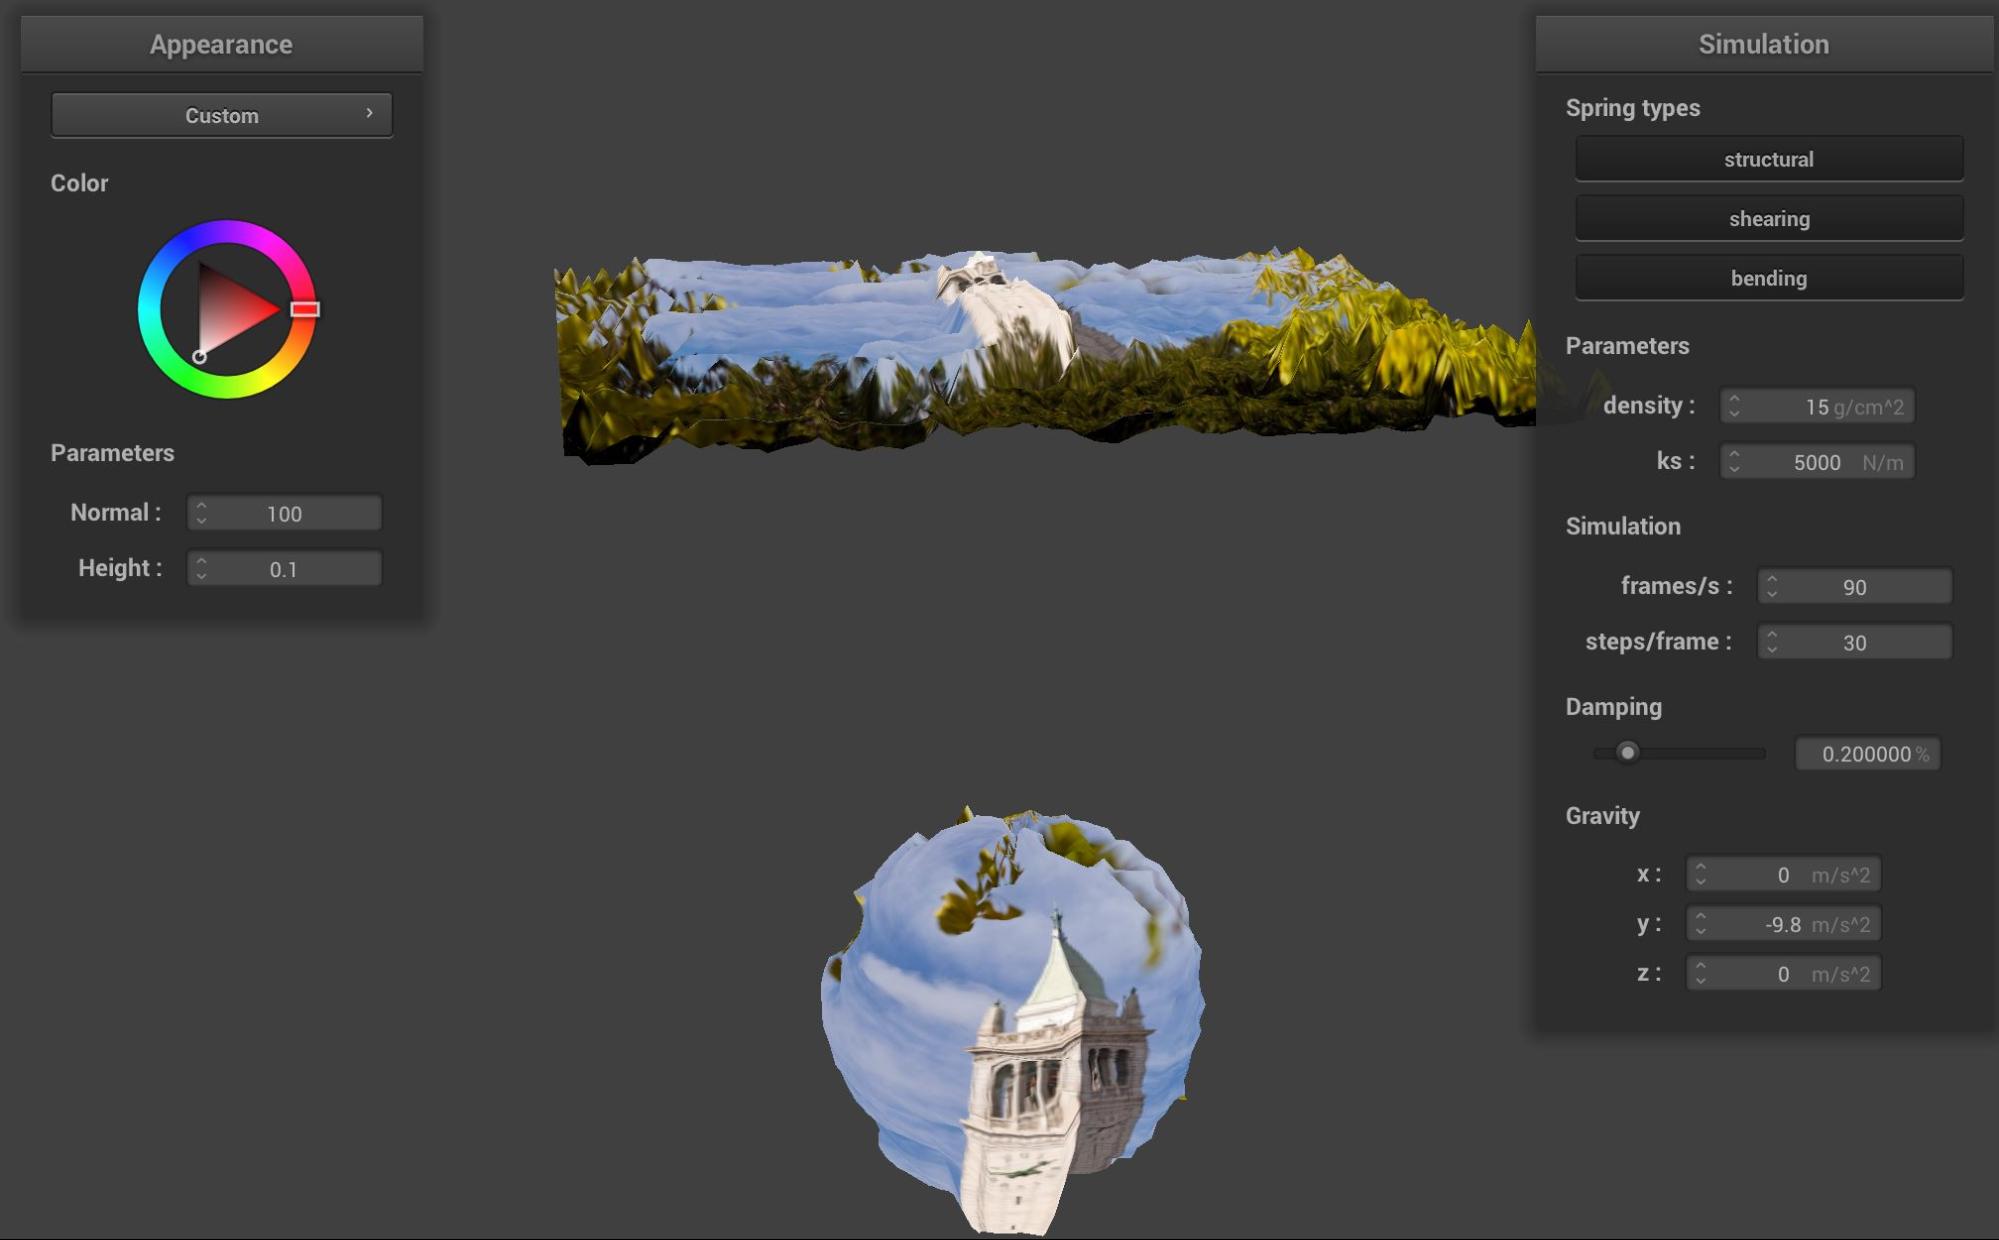 Appearance
Custom
Color
Parameters
Normal : 100
Height : 0.1
Simulation
Spring types
structural
shearing
bending
Parameters
density : 15 g/cm^2
ks : 5000 N/m
Simulation
frames/s : 90
steps/frame : 30
Damping
0.200000 %
Gravity
x : 0 m/s^2
y : -9.8 m/s^2
z : 0 m/s^2